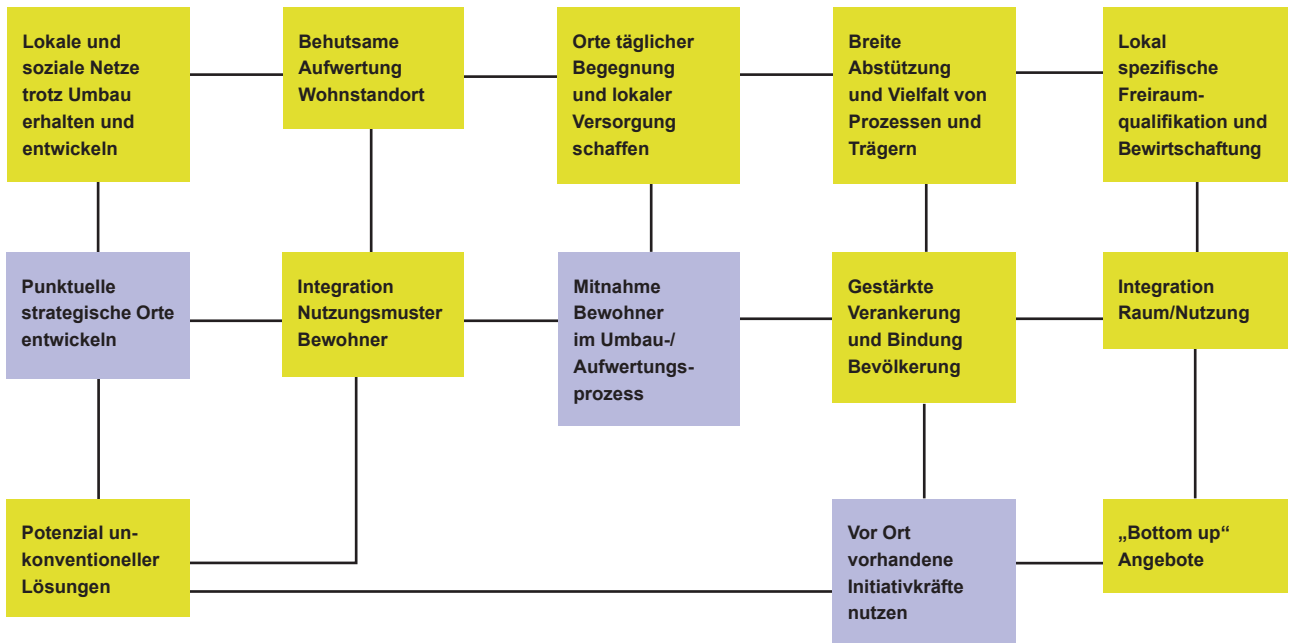 Lokale und
soziale Netze
trotz Umbau
erhalten und
entwickeln
Behutsame
Aufwertung
Wohnstandort
Orte täglicher
Begegnung
und lokaler
Versorgung
schaffen
Breite
Abstützung
und Vielfalt von
Prozessen und
Trägern
Lokal
spezifische
Freiraum-
qualifikation und
Bewirtschaftung
Punktuelle
strategische Orte
entwickeln
Integration
Nutzungsmuster
Bewohner
Mitnahme
Bewohner
im Umbau-/
Aufwertungs-
prozess
Gestärkte
Verankerung
und Bindung
Bevölkerung
Integration
Raum/Nutzung
Potenzial un-
konventioneller
Lösungen
Vor Ort
vorhandene
Initiativkräfte
nutzen
„Bottom up“
Angebote